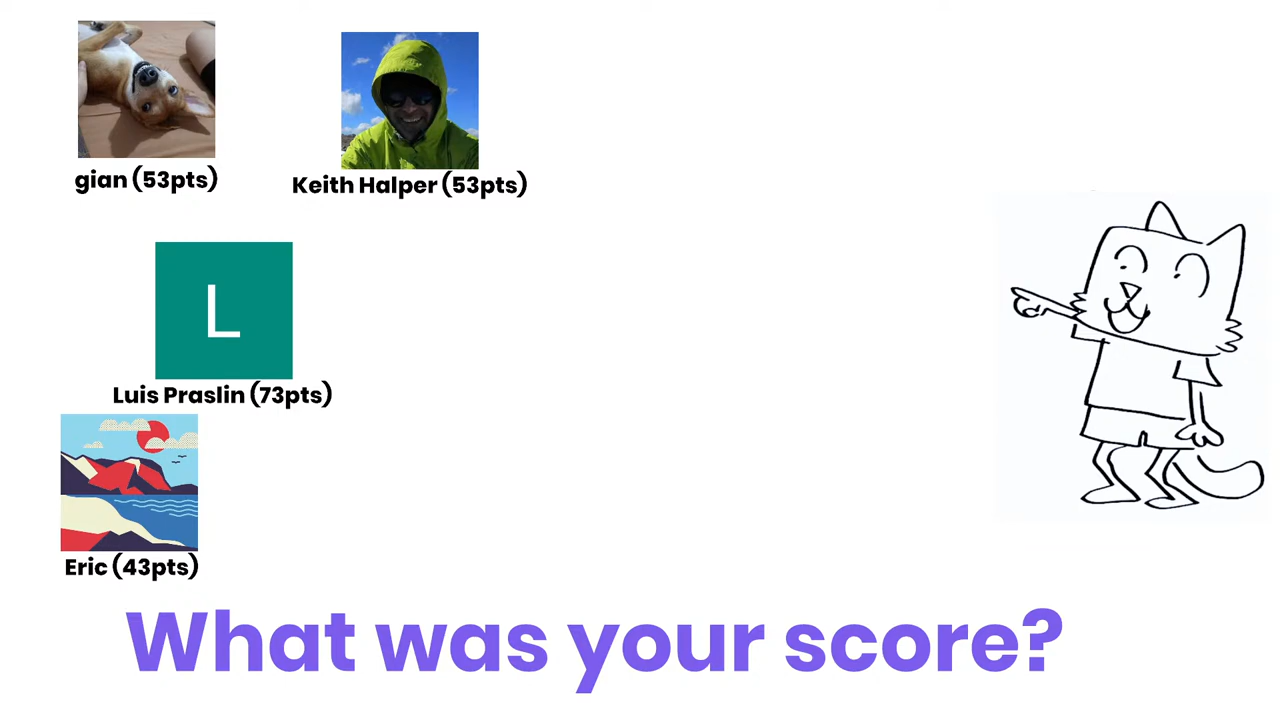 gian (53pts)
Keith Halper (53pts)
L
Luis Praslin (73pts)
Eric (43pts)
What was your score?